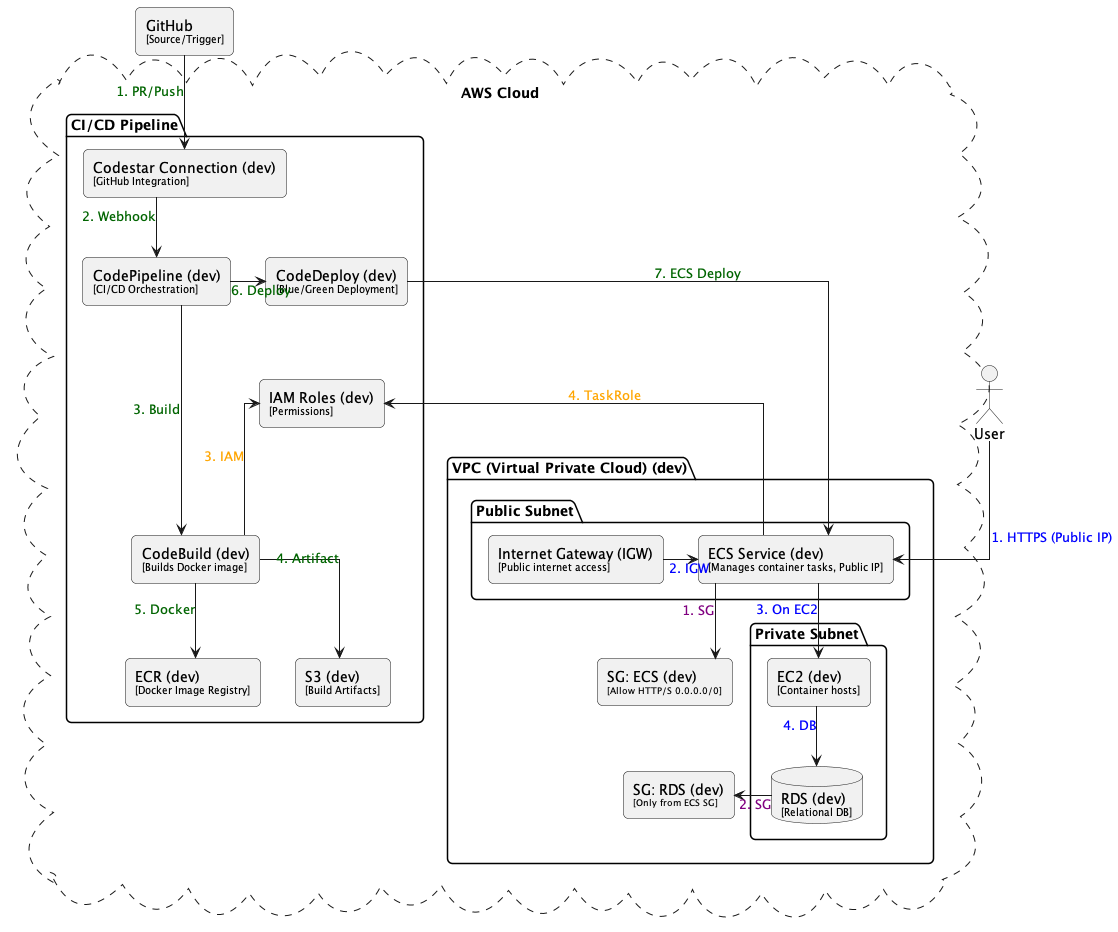 GitHub
[Source/Trigger]
1. PR/Push
AWS Cloud
CI/CD Pipeline
Codestar Connection (dev)
[GitHub Integration]
2. Webhook
CodePipeline (dev)
[CI/CD Orchestration]
6. Deploy
CodeDeploy (dev)
[Blue/Green Deployment]
7. ECS Deploy
3. Build
IAM Roles (dev)
[Permissions]
4. TaskRole
3. IAM
User
1. HTTPS (Public IP)
VPC (Virtual Private Cloud) (dev)
Public Subnet
Internet Gateway (IGW)
[Public internet access]
2. IGW
ECS Service (dev)
[Manages container tasks, Public IP]
CodeBuild (dev)
[Builds Docker image]
4. Artifact
5. Docker
1. SG
3. On EC2
Private Subnet
ECR (dev)
[Docker Image Registry]
S3 (dev)
[Build Artifacts]
SG: ECS (dev)
[Allow HTTP/S 0.0.0.0/0]
EC2 (dev)
[Container hosts]
4. DB
SG: RDS (dev)
[Only from ECS SG]
2. SG
RDS (dev)
[Relational DB]